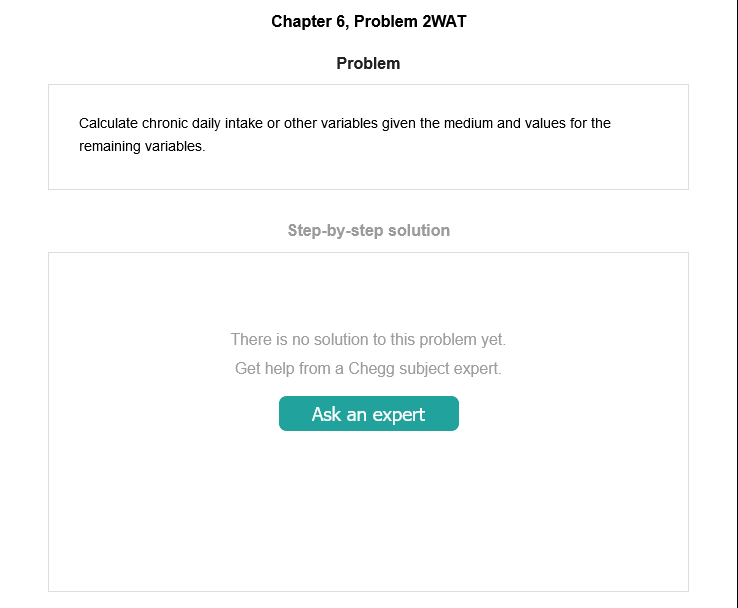 Chapter 6, Problem 2WAT
Problem
Calculate chronic daily intake or other variables given the medium and values for the
remaining variables.
Step-by-step solution
There is no solution to this problem yet.
Get help from a Chegg subject expert.
Ask an expert